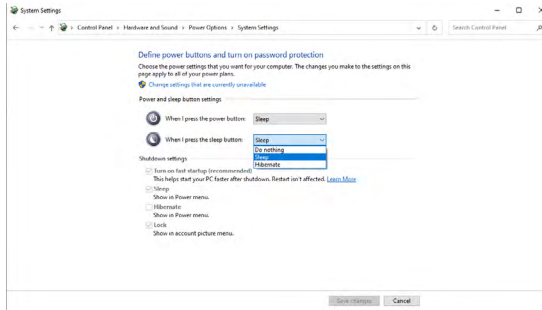 System Settings
Control Panel > Hardware and Sound > Power Options > System Settings
Search Control Panel
Define power buttons and turn on password protection
Choose the power settings that you want for your computer. The changes you make to the settings on this
page apply to all of your power plans.
Change settings that are currently unavailable
Power and sleep button settings
When I press the power button: Sleep
When I press the sleep button: Sleep
Do nothing
Sleep
Hibernate
Shutdown settings
Turn on fast startup (recommended)
This helps start your PC faster after shutdown. Restart isn't affected. Learn More
Sleep
Show in Power menu.
Hibernate
Show in Power menu.
Lock
Show in account picture menu.
Save changes Cancel